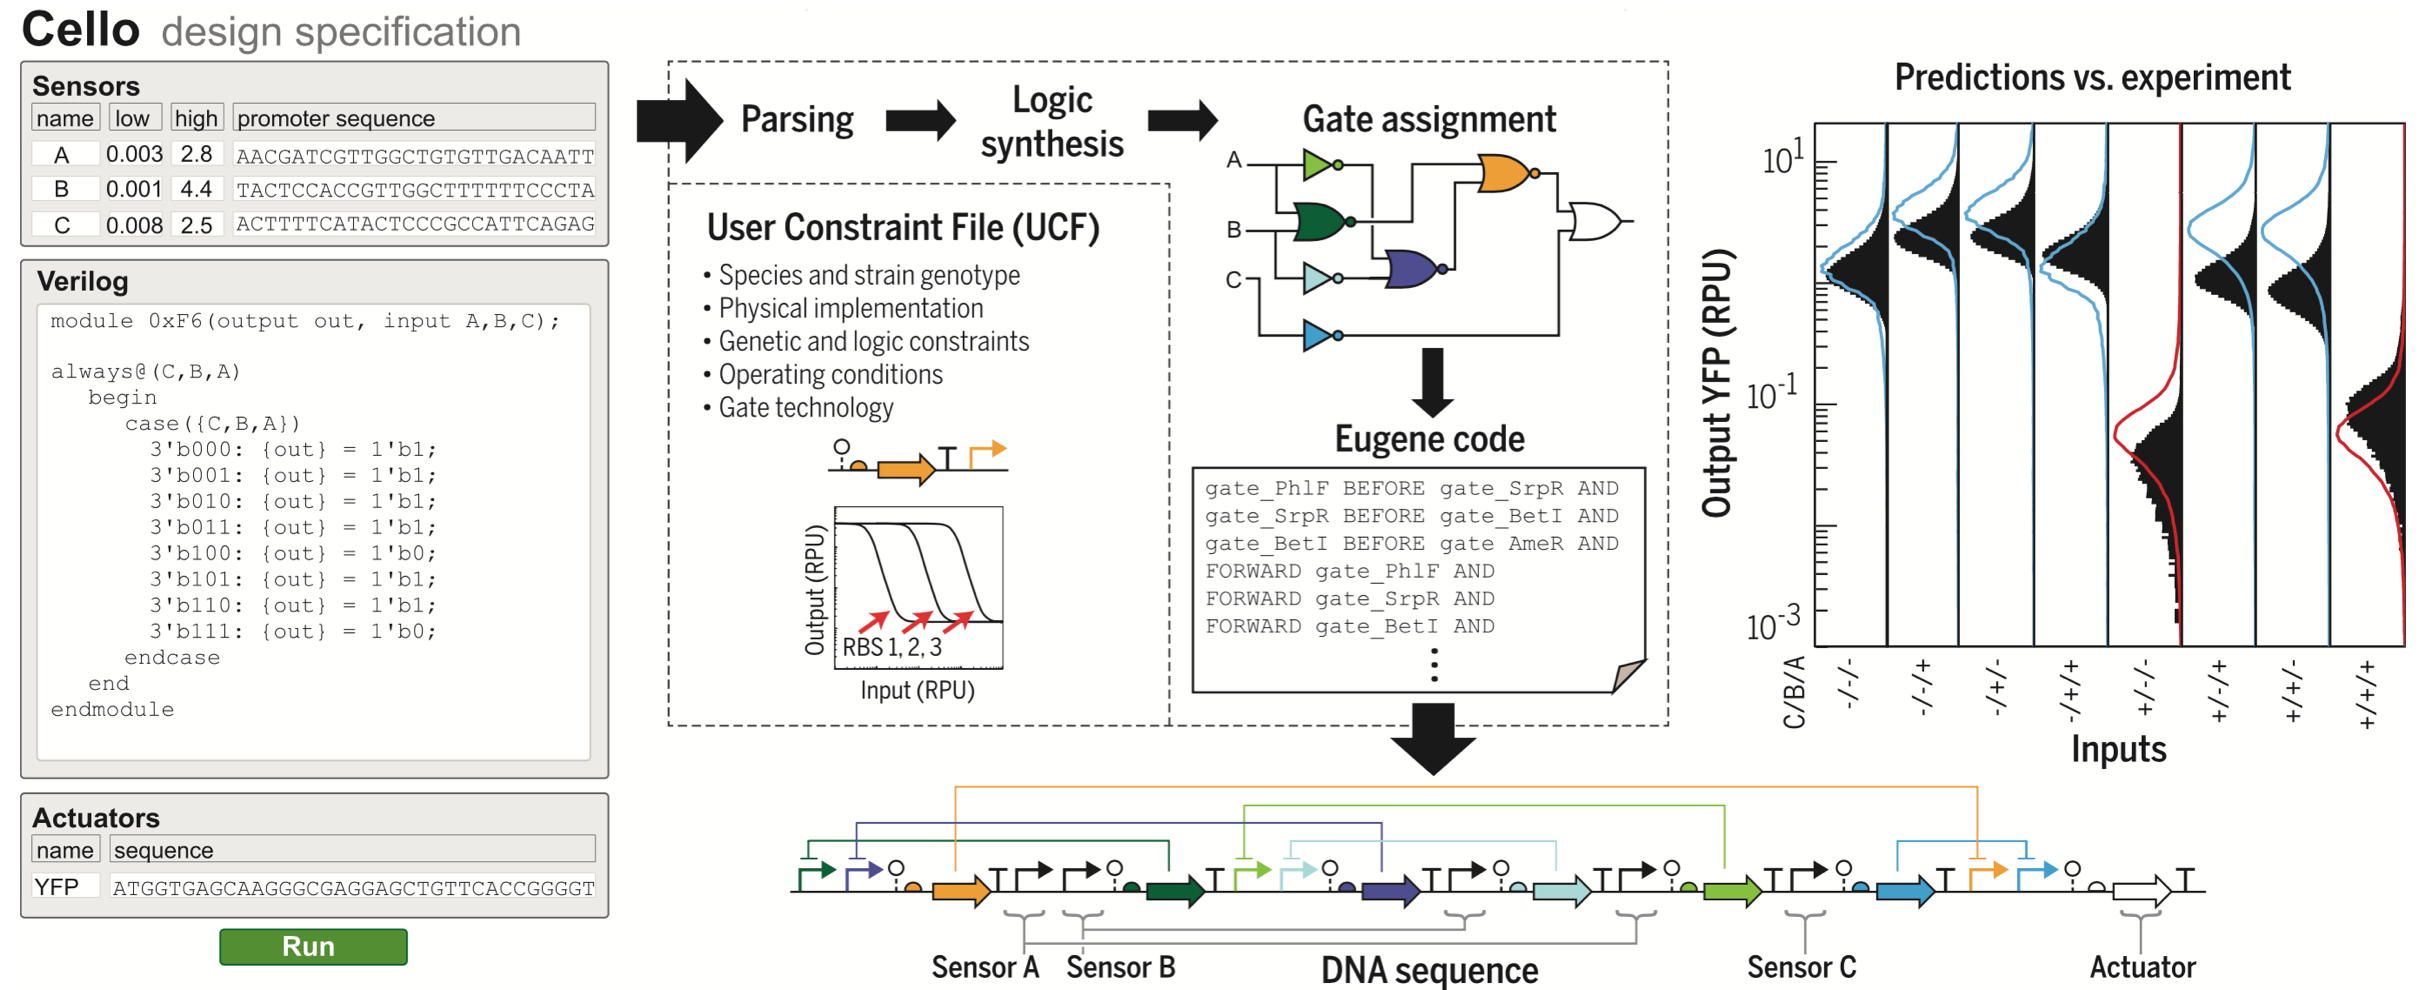 Cello design specification
Sensors
name low high promoter sequence
A 0.003 2.8 AACGATCGTTGGCTGTGTTGACAATT
B 0.001 4.4 TACTCCACCGTTGGCTTTTTTCCCTA
C 0.008 2.5 ACTTTTCATACTCCCGCCATTCAGAG
Verilog
module 0xF6(output out, input A,B,C);
always@(C,B,A)
begin
case({C,B,A})
3'b000: {out} = 1'b1;
3'b001: {out} = 1'b1;
3'b010: {out} = 1'b1;
3'b011: {out} = 1'b1;
3'b100: {out} = 1'b0;
3'b101: {out} = 1'b1;
3'b110: {out} = 1'b1;
3'b111: {out} = 1'b0;
endcase
end
endmodule
Actuators
name sequence
YFP ATGGTGAGCAAGGGCGAGGAGCTGTTCACCGGGGT
Run
Parsing
Logic
synthesis
Gate assignment
A
B
C
User Constraint File (UCF)
• Species and strain genotype
• Physical implementation
• Genetic and logic constraints
• Operating conditions
• Gate technology
Output (RPU)
RBS 1, 2, 3
Input (RPU)
Eugene code
gate_PhlF BEFORE gate_SrpR AND
gate_SrpR BEFORE gate_BetI AND
gate_BetI BEFORE gate AmeR AND
FORWARD gate_PhlF AND
FORWARD gate_SrpR AND
FORWARD gate_BetI AND
Sensor A
Sensor B
DNA sequence
Sensor C
Actuator
Predictions vs. experiment
Output YFP (RPU)
10¹
10⁻¹
10⁻³
C/B/A
-/-/-
-/-/+
-/+/-
-/+/+
+/-/-
+/-/+
+/+/-
+/+/+
Inputs